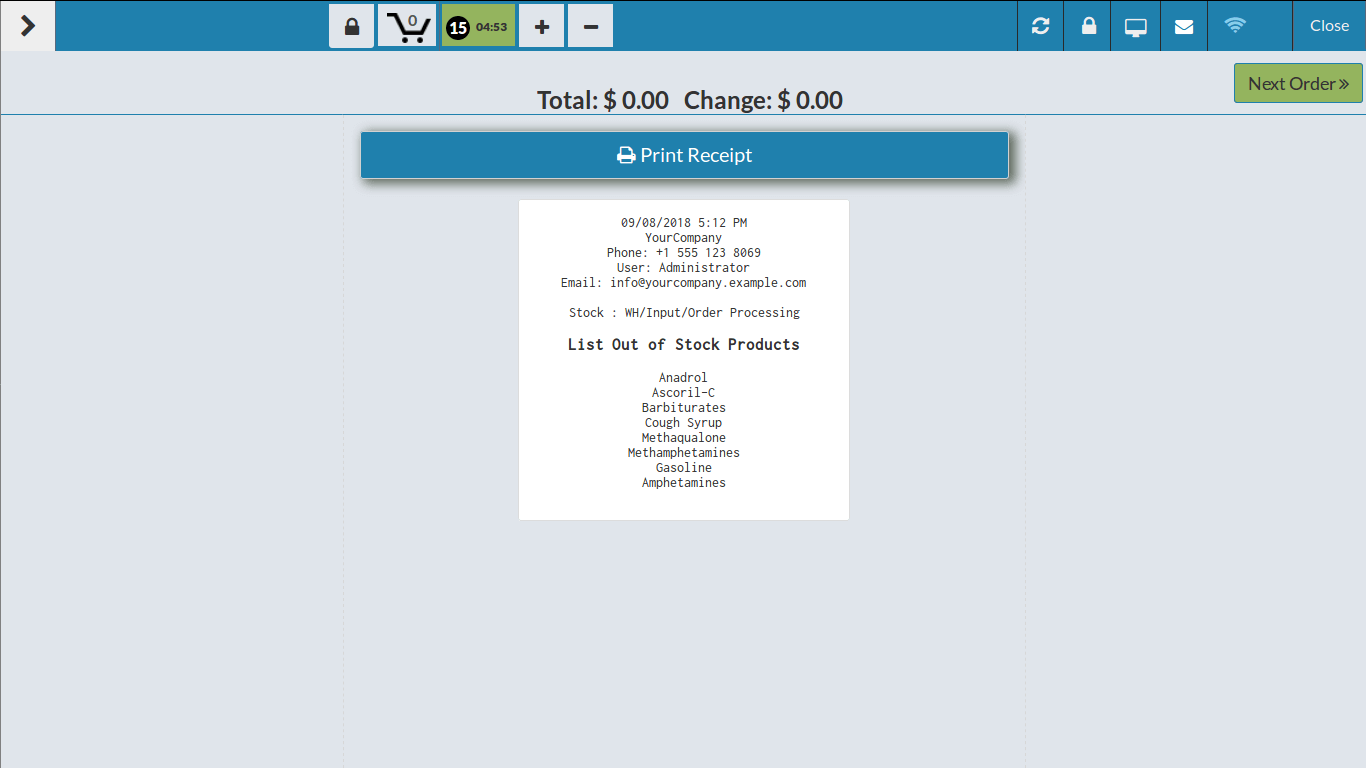 0
15 04:53
Close
Next Order
Total: $ 0.00 Change: $ 0.00
Print Receipt
09/08/2018 5:12 PM
YourCompany
Phone: +1 555 123 8069
User: Administrator
Email: info@yourcompany.example.com
Stock : WH/Input/Order Processing
List Out of Stock Products
Anadrol
Ascoril-C
Barbiturates
Cough Syrup
Methaqualone
Methamphetamines
Gasoline
Amphetamines